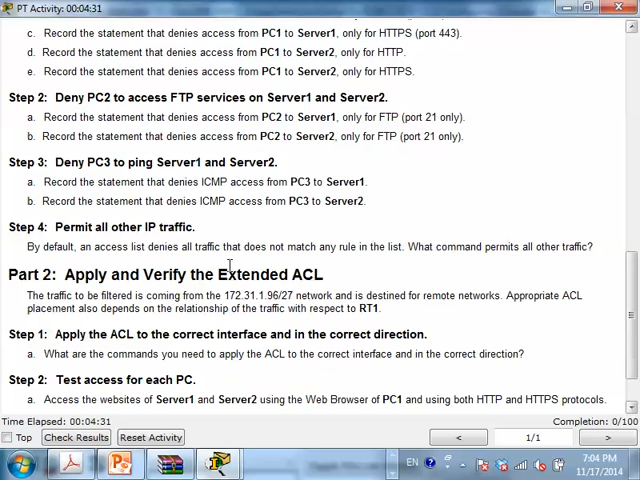 PT Activity: 00:04:31
c. Record the statement that denies access from PC1 to Server1, only for HTTPS (port 443).
d. Record the statement that denies access from PC1 to Server2, only for HTTP.
e. Record the statement that denies access from PC1 to Server2, only for HTTPS.
Step 2: Deny PC2 to access FTP services on Server1 and Server2.
a. Record the statement that denies access from PC2 to Server1, only for FTP (port 21 only).
b. Record the statement that denies access from PC2 to Server2, only for FTP (port 21 only).
Step 3: Deny PC3 to ping Server1 and Server2.
a. Record the statement that denies ICMP access from PC3 to Server1.
b. Record the statement that denies ICMP access from PC3 to Server2.
Step 4: Permit all other IP traffic.
By default, an access list denies all traffic that does not match any rule in the list. What command permits all other traffic?
Part 2: Apply and Verify the Extended ACL
The traffic to be filtered is coming from the 172.31.1.96/27 network and is destined for remote networks. Appropriate ACL
placement also depends on the relationship of the traffic with respect to RT1.
Step 1: Apply the ACL to the correct interface and in the correct direction.
a. What are the commands you need to apply the ACL to the correct interface and in the correct direction?
Step 2: Test access for each PC.
a. Access the websites of Server1 and Server2 using the Web Browser of PC1 and using both HTTP and HTTPS protocols.
Time Elapsed: 00:04:31 Completion: 0/100
Top Check Results Reset Activity < 1/1 >
EN 7:04 PM
11/17/2014